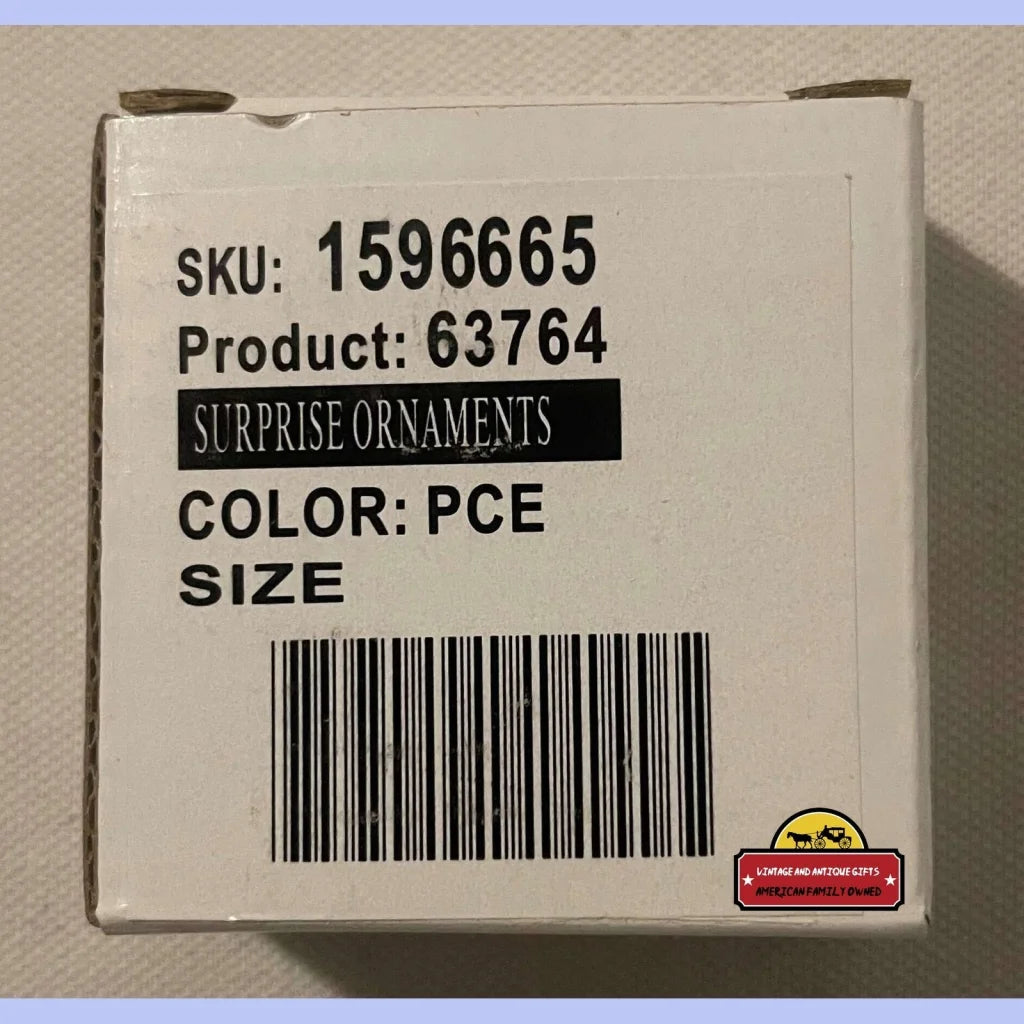 SKU: 1596665
Product: 63764
SURPRISE ORNAMENTS
COLOR: PCE
SIZE
VINTAGE AND ANTIQUE GIFTS
AMERICAN FAMILY OWNED